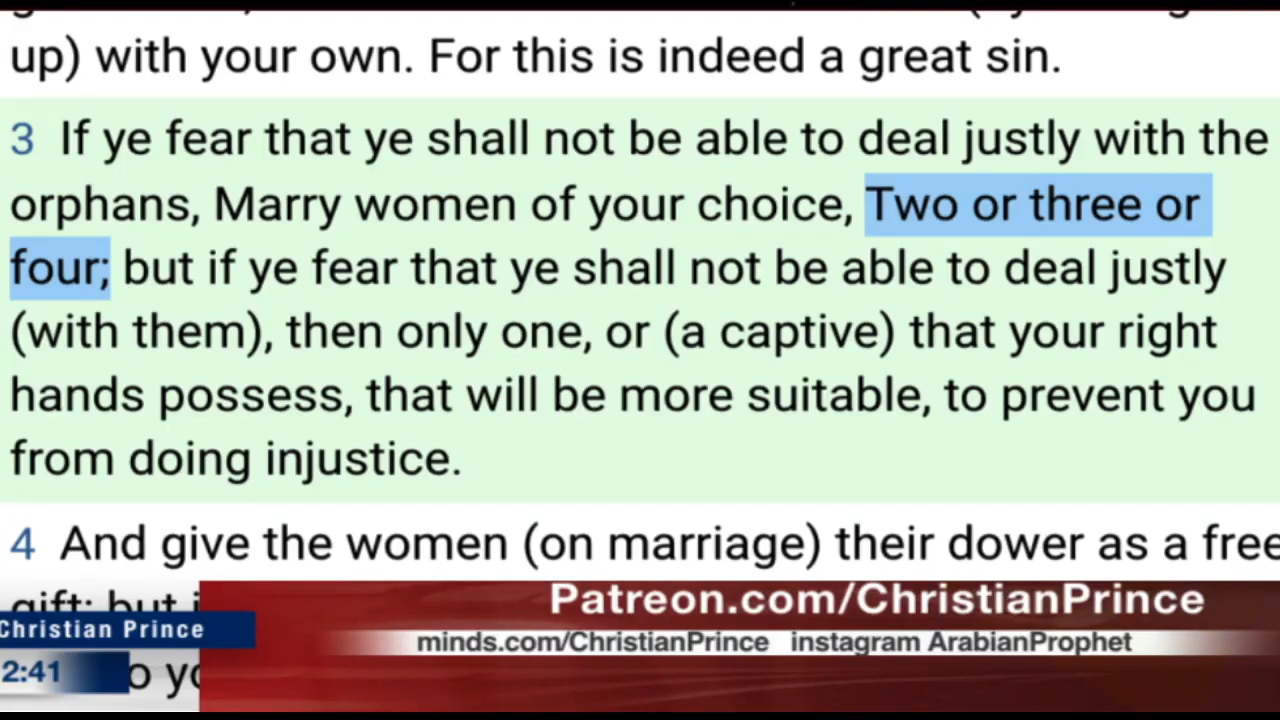 up) with your own. For this is indeed a great sin.
3 If ye fear that ye shall not be able to deal justly with the
orphans, Marry women of your choice, Two or three or
four; but if ye fear that ye shall not be able to deal justly
(with them), then only one, or (a captive) that your right
hands possess, that will be more suitable, to prevent you
from doing injustice.
4 And give the women (on marriage) their dower as a free
gift; but i
Patreon.com/ChristianPrince
Christian Prince
minds.com/ChristianPrince instagram ArabianProphet
2:41